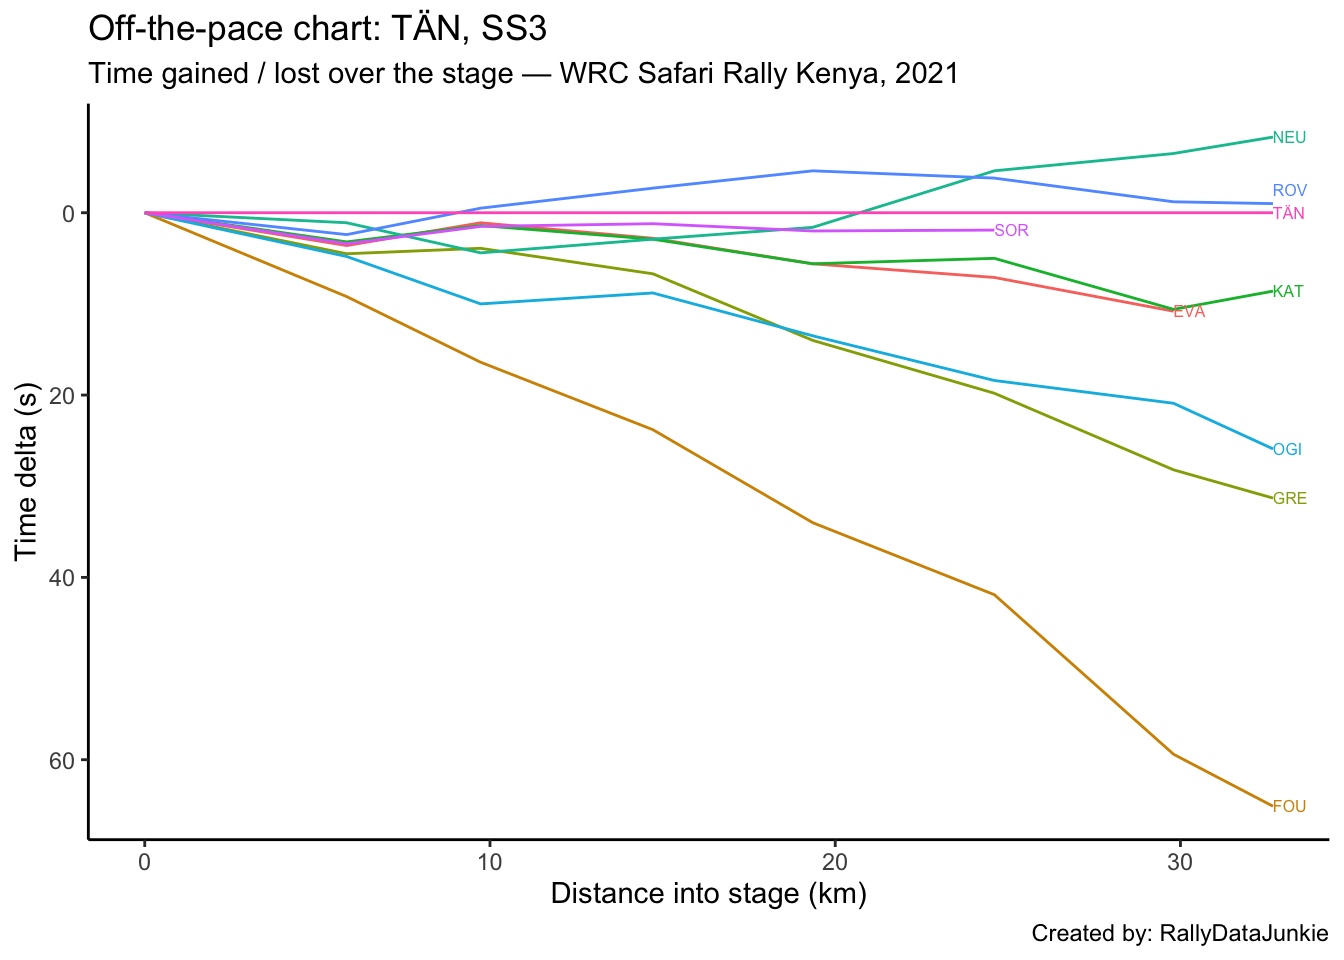 Off-the-pace chart: TÄN, SS3
Time gained / lost over the stage — WRC Safari Rally Kenya, 2021
NEU
ROV
TÄN
SOR
KAT
EVA
OGI
GRE
FOU
0
20
40
60
Time delta (s)
0 10 20 30
Distance into stage (km)
Created by: RallyDataJunkie